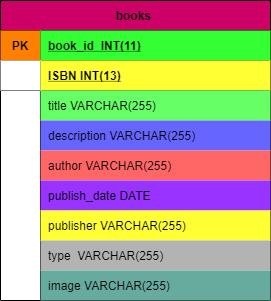 books
PK book_id INT(11)
ISBN INT(13)
title VARCHAR(255)
description VARCHAR(255)
author VARCHAR(255)
publish_date DATE
publisher VARCHAR(255)
type VARCHAR(255)
image VARCHAR(255)